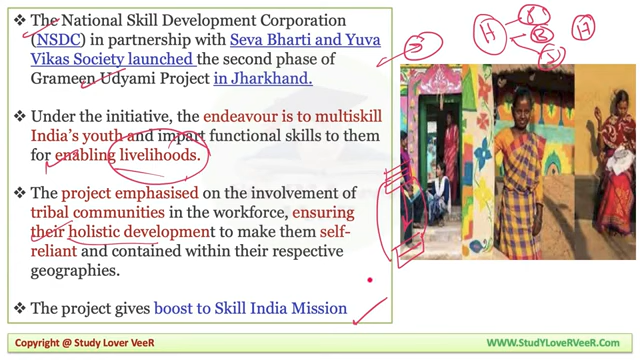 ❖ The National Skill Development Corporation
(NSDC) in partnership with Seva Bharti and Yuva
Vikas Society launched the second phase of
Grameen Udyami Project in Jharkhand.
❖ Under the initiative, the endeavour is to multiskill
India's youth and impart functional skills to them
for enabling livelihoods.
❖ The project emphasised on the involvement of
tribal communities in the workforce, ensuring
their holistic development to make them self-
reliant and contained within their respective
geographies.
❖ The project gives boost to Skill India Mission
H
Copyright @ Study Lover VeeR
WWW.StudyLoverVeeR.COM